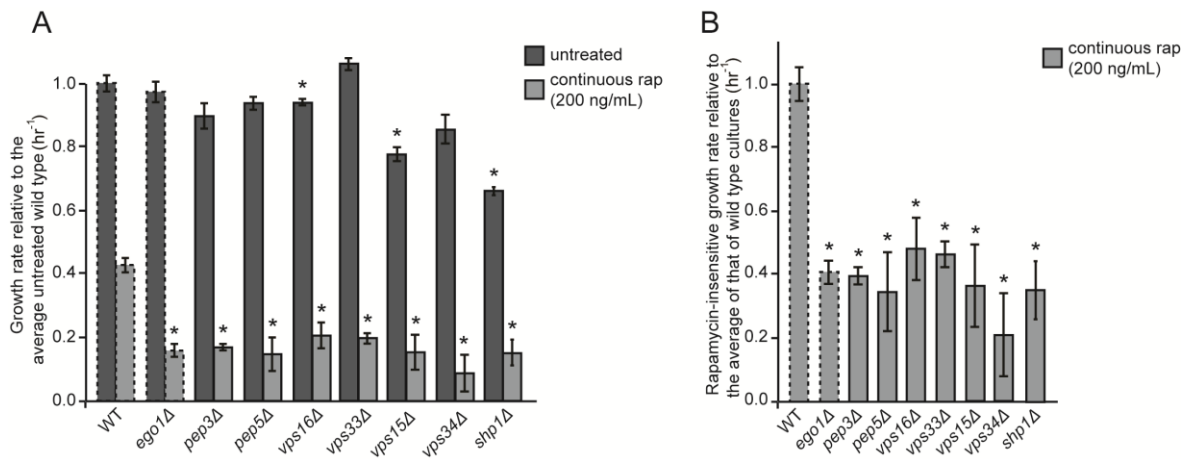 A
untreated
continuous rap
(200 ng/mL)
Growth rate relative to the
average untreated wild type (hr-1)
1.0
0.8
0.6
0.4
0.2
0.0
* * * * * * * * * * *
WT ego1Δ pep3Δ pep5Δ vps16Δ vps33Δ vps15Δ vps34Δ shp1Δ
B
continuous rap
(200 ng/mL)
Rapamycin-insensitive growth rate relative to
the average of that of wild type cultures (hr-1)
1.0
0.8
0.6
0.4
0.2
0.0
* * * * * * * *
WT ego1Δ pep3Δ pep5Δ vps16Δ vps33Δ vps15Δ vps34Δ shp1Δ